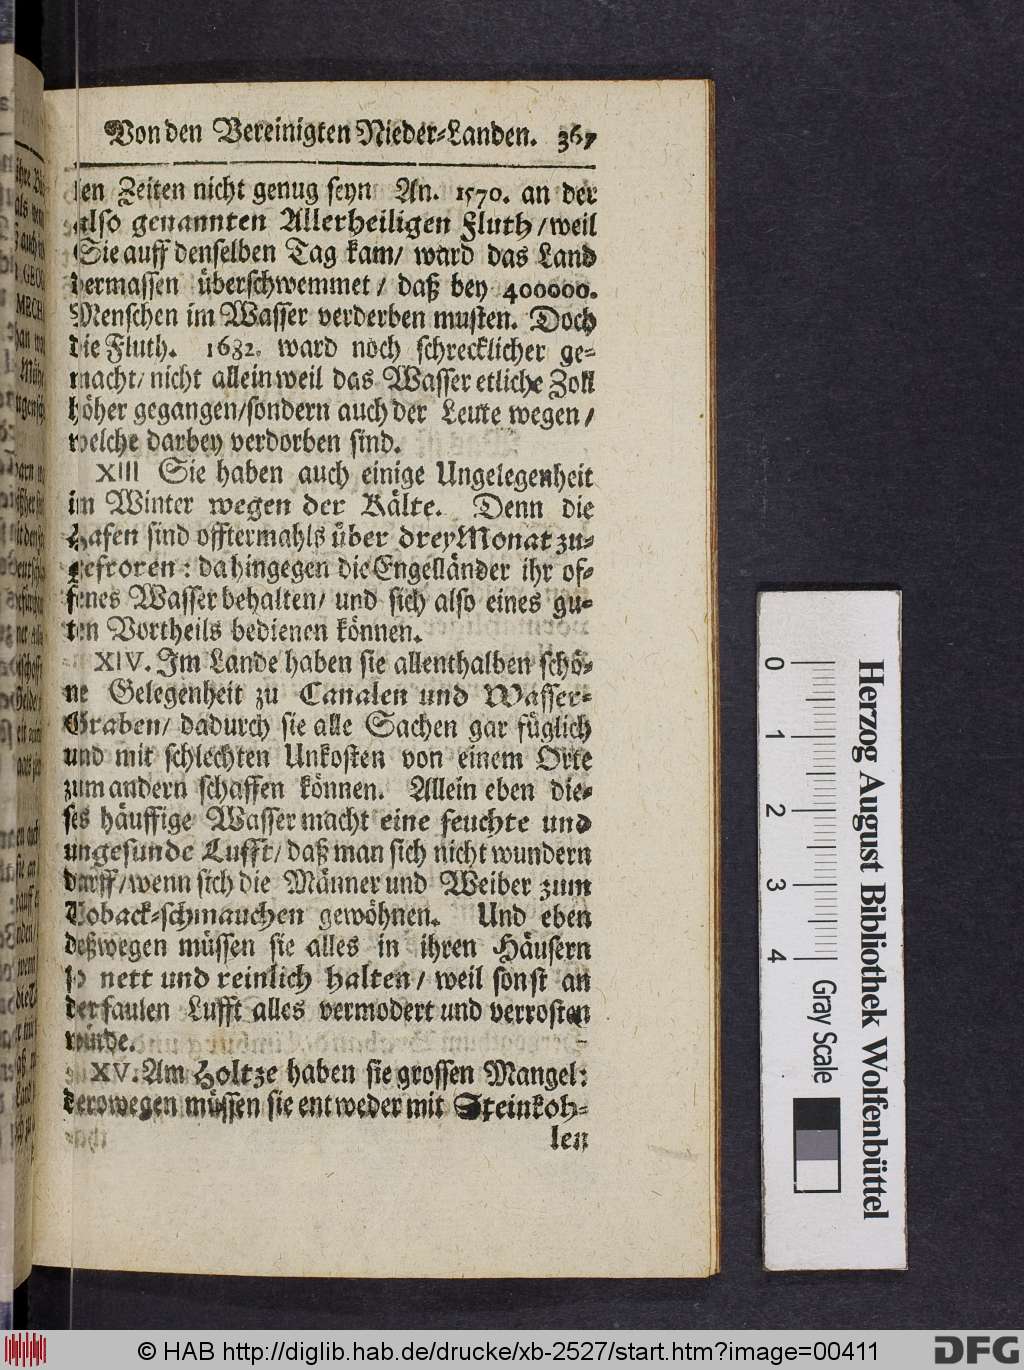 Von den Vereinigten Nieder-Landen. 367
len Zeiten nicht genug seyn An. 1570. an der
also genannten Allerheiligen Fluth/weil
Sie auff denselben Tag kam/ ward das Land
dermassen überschwemmet / daß bey 400000.
Menschen im Wasser verderben musten. Doch
die Fluth. 1632. ward noch schrecklicher ge-
macht/ nicht allein weil das Wasser etliche Zoll
höher gegangen/sondern auch der Leute wegen/
welche darbey verdorben sind.
XIII Sie haben auch einige Ungelegenheit
im Winter wegen der Kälte. Denn die
Hafen sind offtermahls über drey Monat zu-
gefroren: dahingegen die Engelländer ihr of-
fenes Wasser behalten/ und sich also eines gu-
ten Vortheils bedienen können.
XIV. Im Lande haben sie allenthalben schö-
ne Gelegenheit zu Canalen und Wasser-
Graben/ dadurch sie alle Sachen gar füglich
und mit schlechten Unkosten von einem Orte
zum andern schaffen können. Allein eben die-
ses häuffige Wasser macht eine feuchte und
ungesunde Lufft/daß man sich nicht wundern
darff/wenn sich die Männer und Weiber zum
Toback-schmauchen gewöhnen. Und eben
deßwegen müssen sie alles in ihren Häusern
so nett und reinlich halten/ weil sonst an
der faulen Lufft alles vermodert und verrosten
würde.
XV. Am Holtze haben sie grossen Mangel:
derowegen müssen sie entweder mit Steinkoh-
len
0 1 2 3 4
Gray Scale
Herzog August Bibliothek Wolfenbüttel
© HAB http://diglib.hab.de/drucke/xb-2527/start.htm?image=00411
DFG